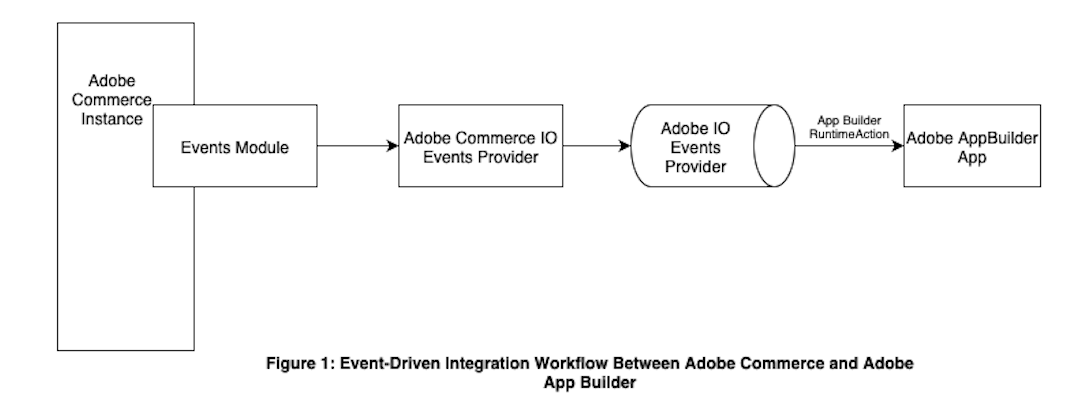 Adobe
Commerce
Instance
Events Module
Adobe Commerce IO
Events Provider
Adobe IO
Events
Provider
App Builder
RuntimeAction
Adobe AppBuilder
App
Figure 1: Event-Driven Integration Workflow Between Adobe Commerce and Adobe
App Builder